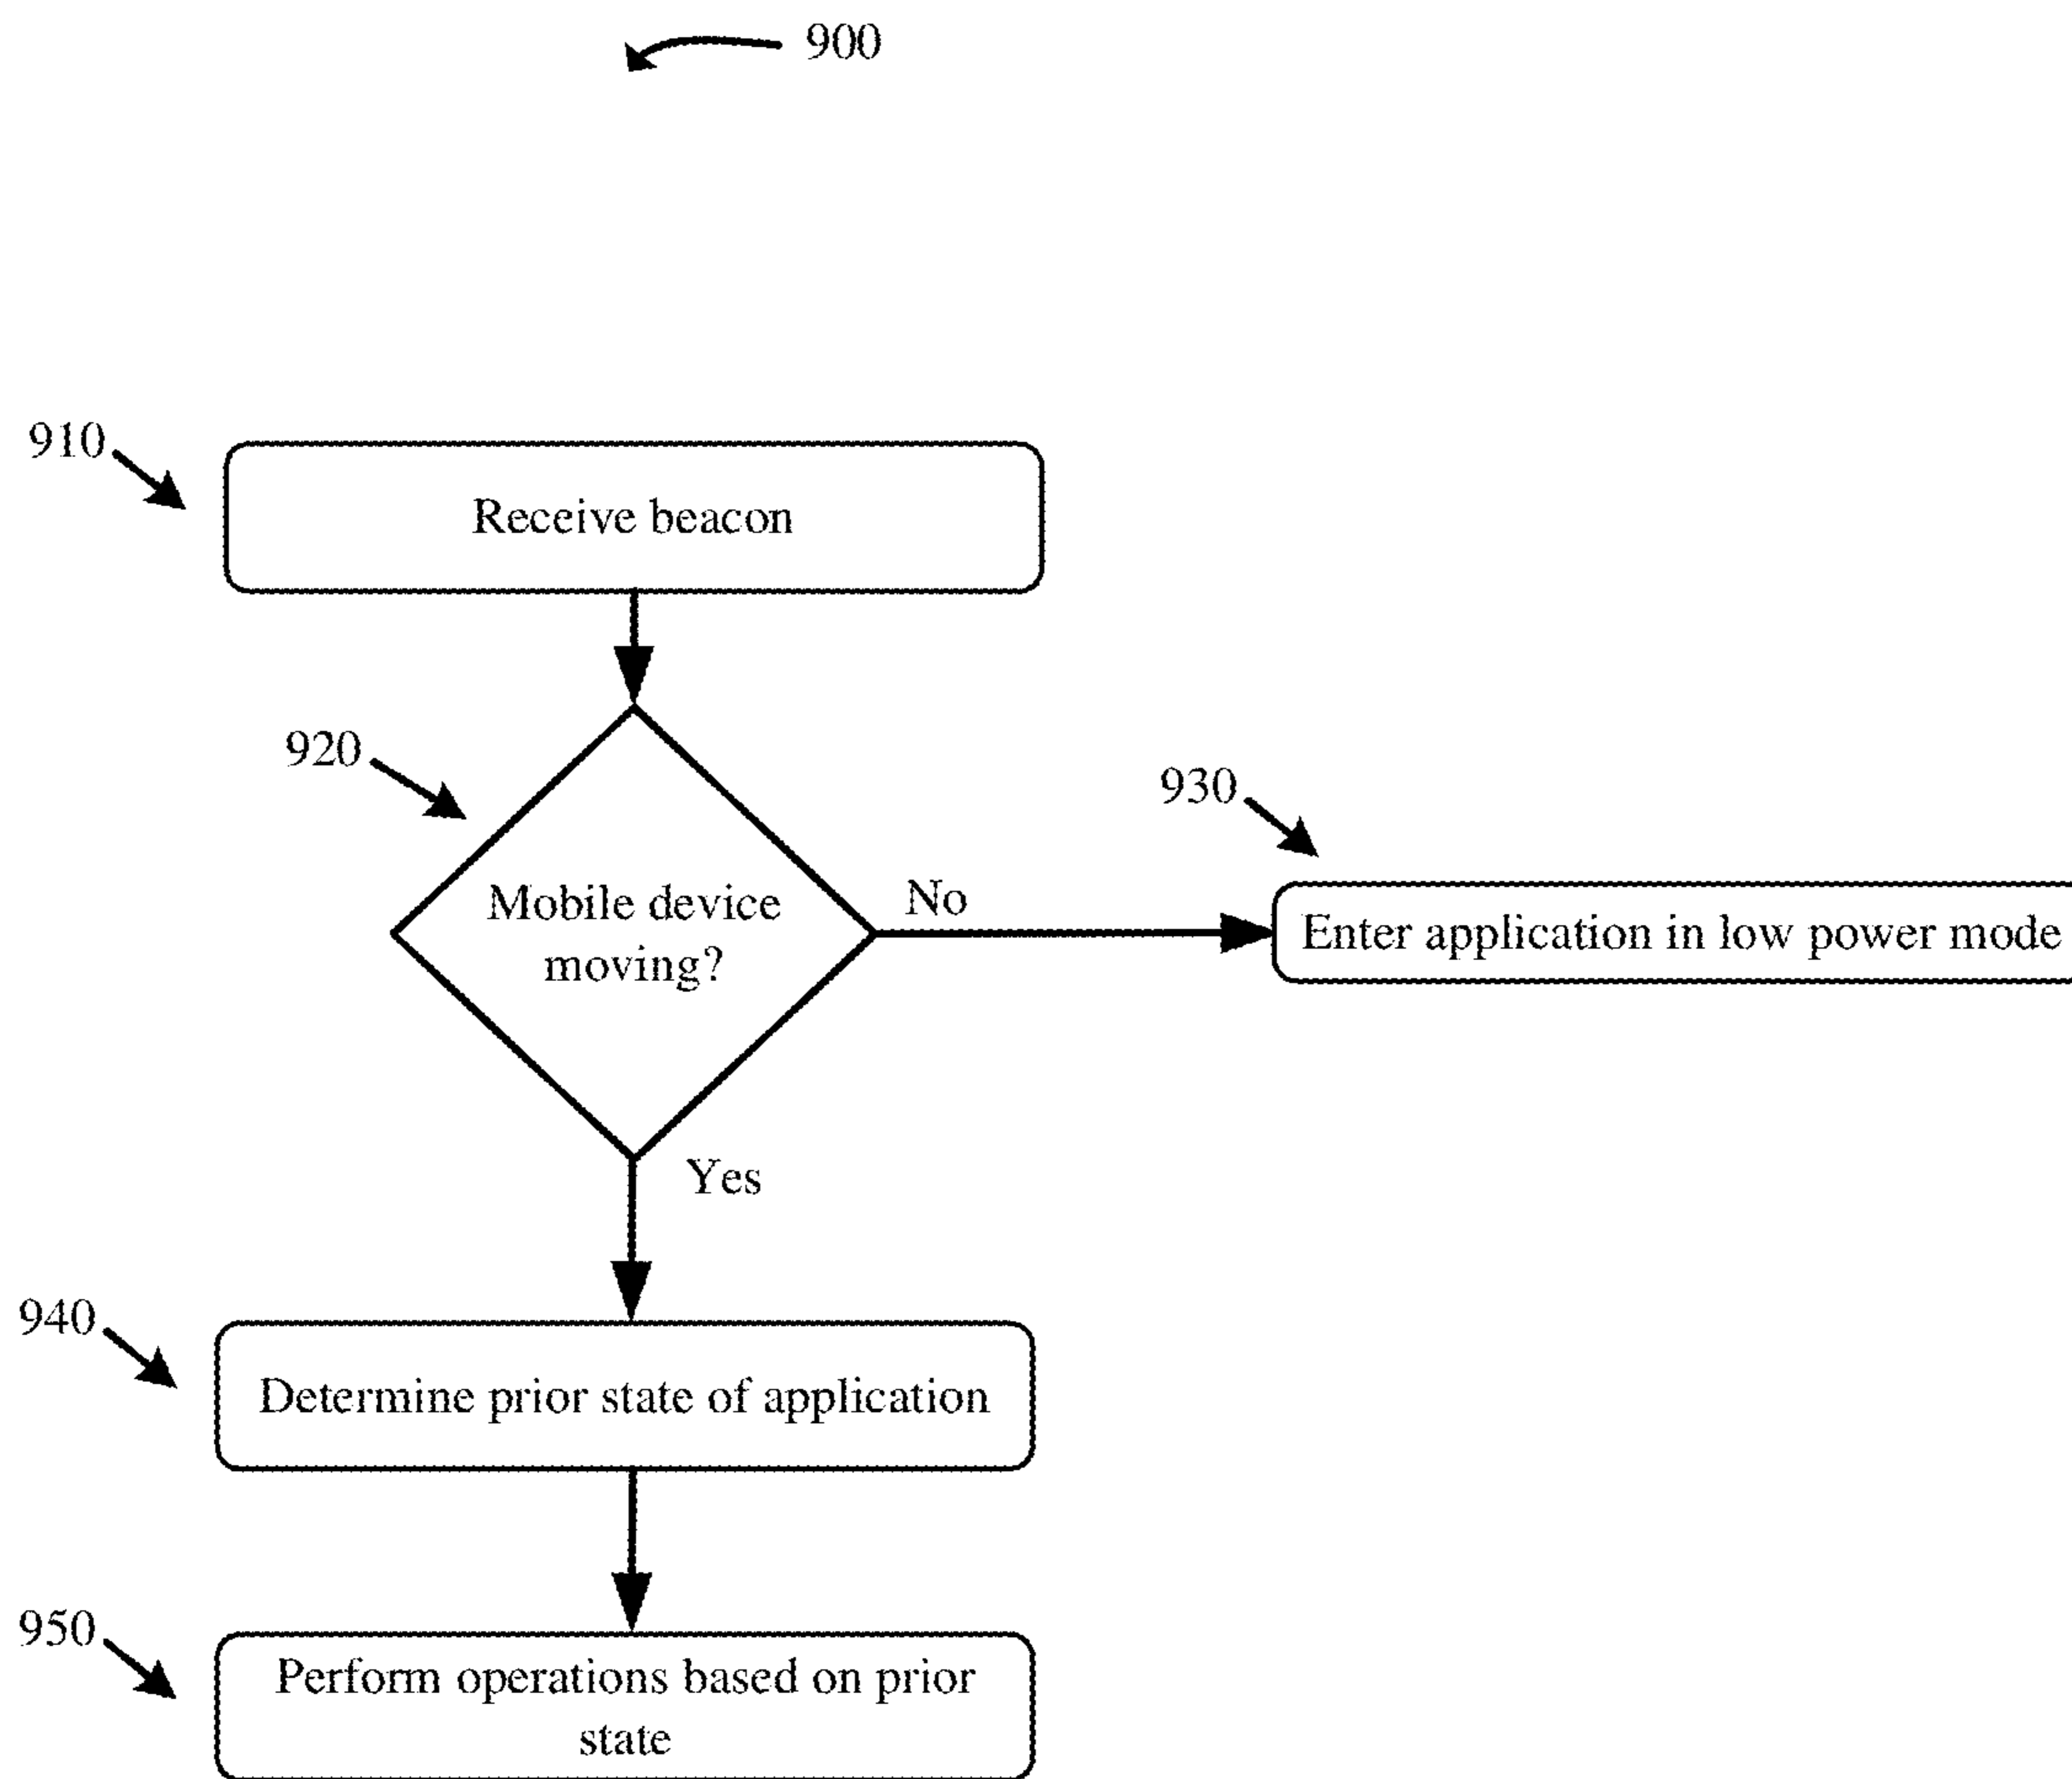 900
910
Receive beacon
920
930
Mobile device
moving?
No
Enter application in low power mode
Yes
940
Determine prior state of application
950
Perform operations based on prior
state